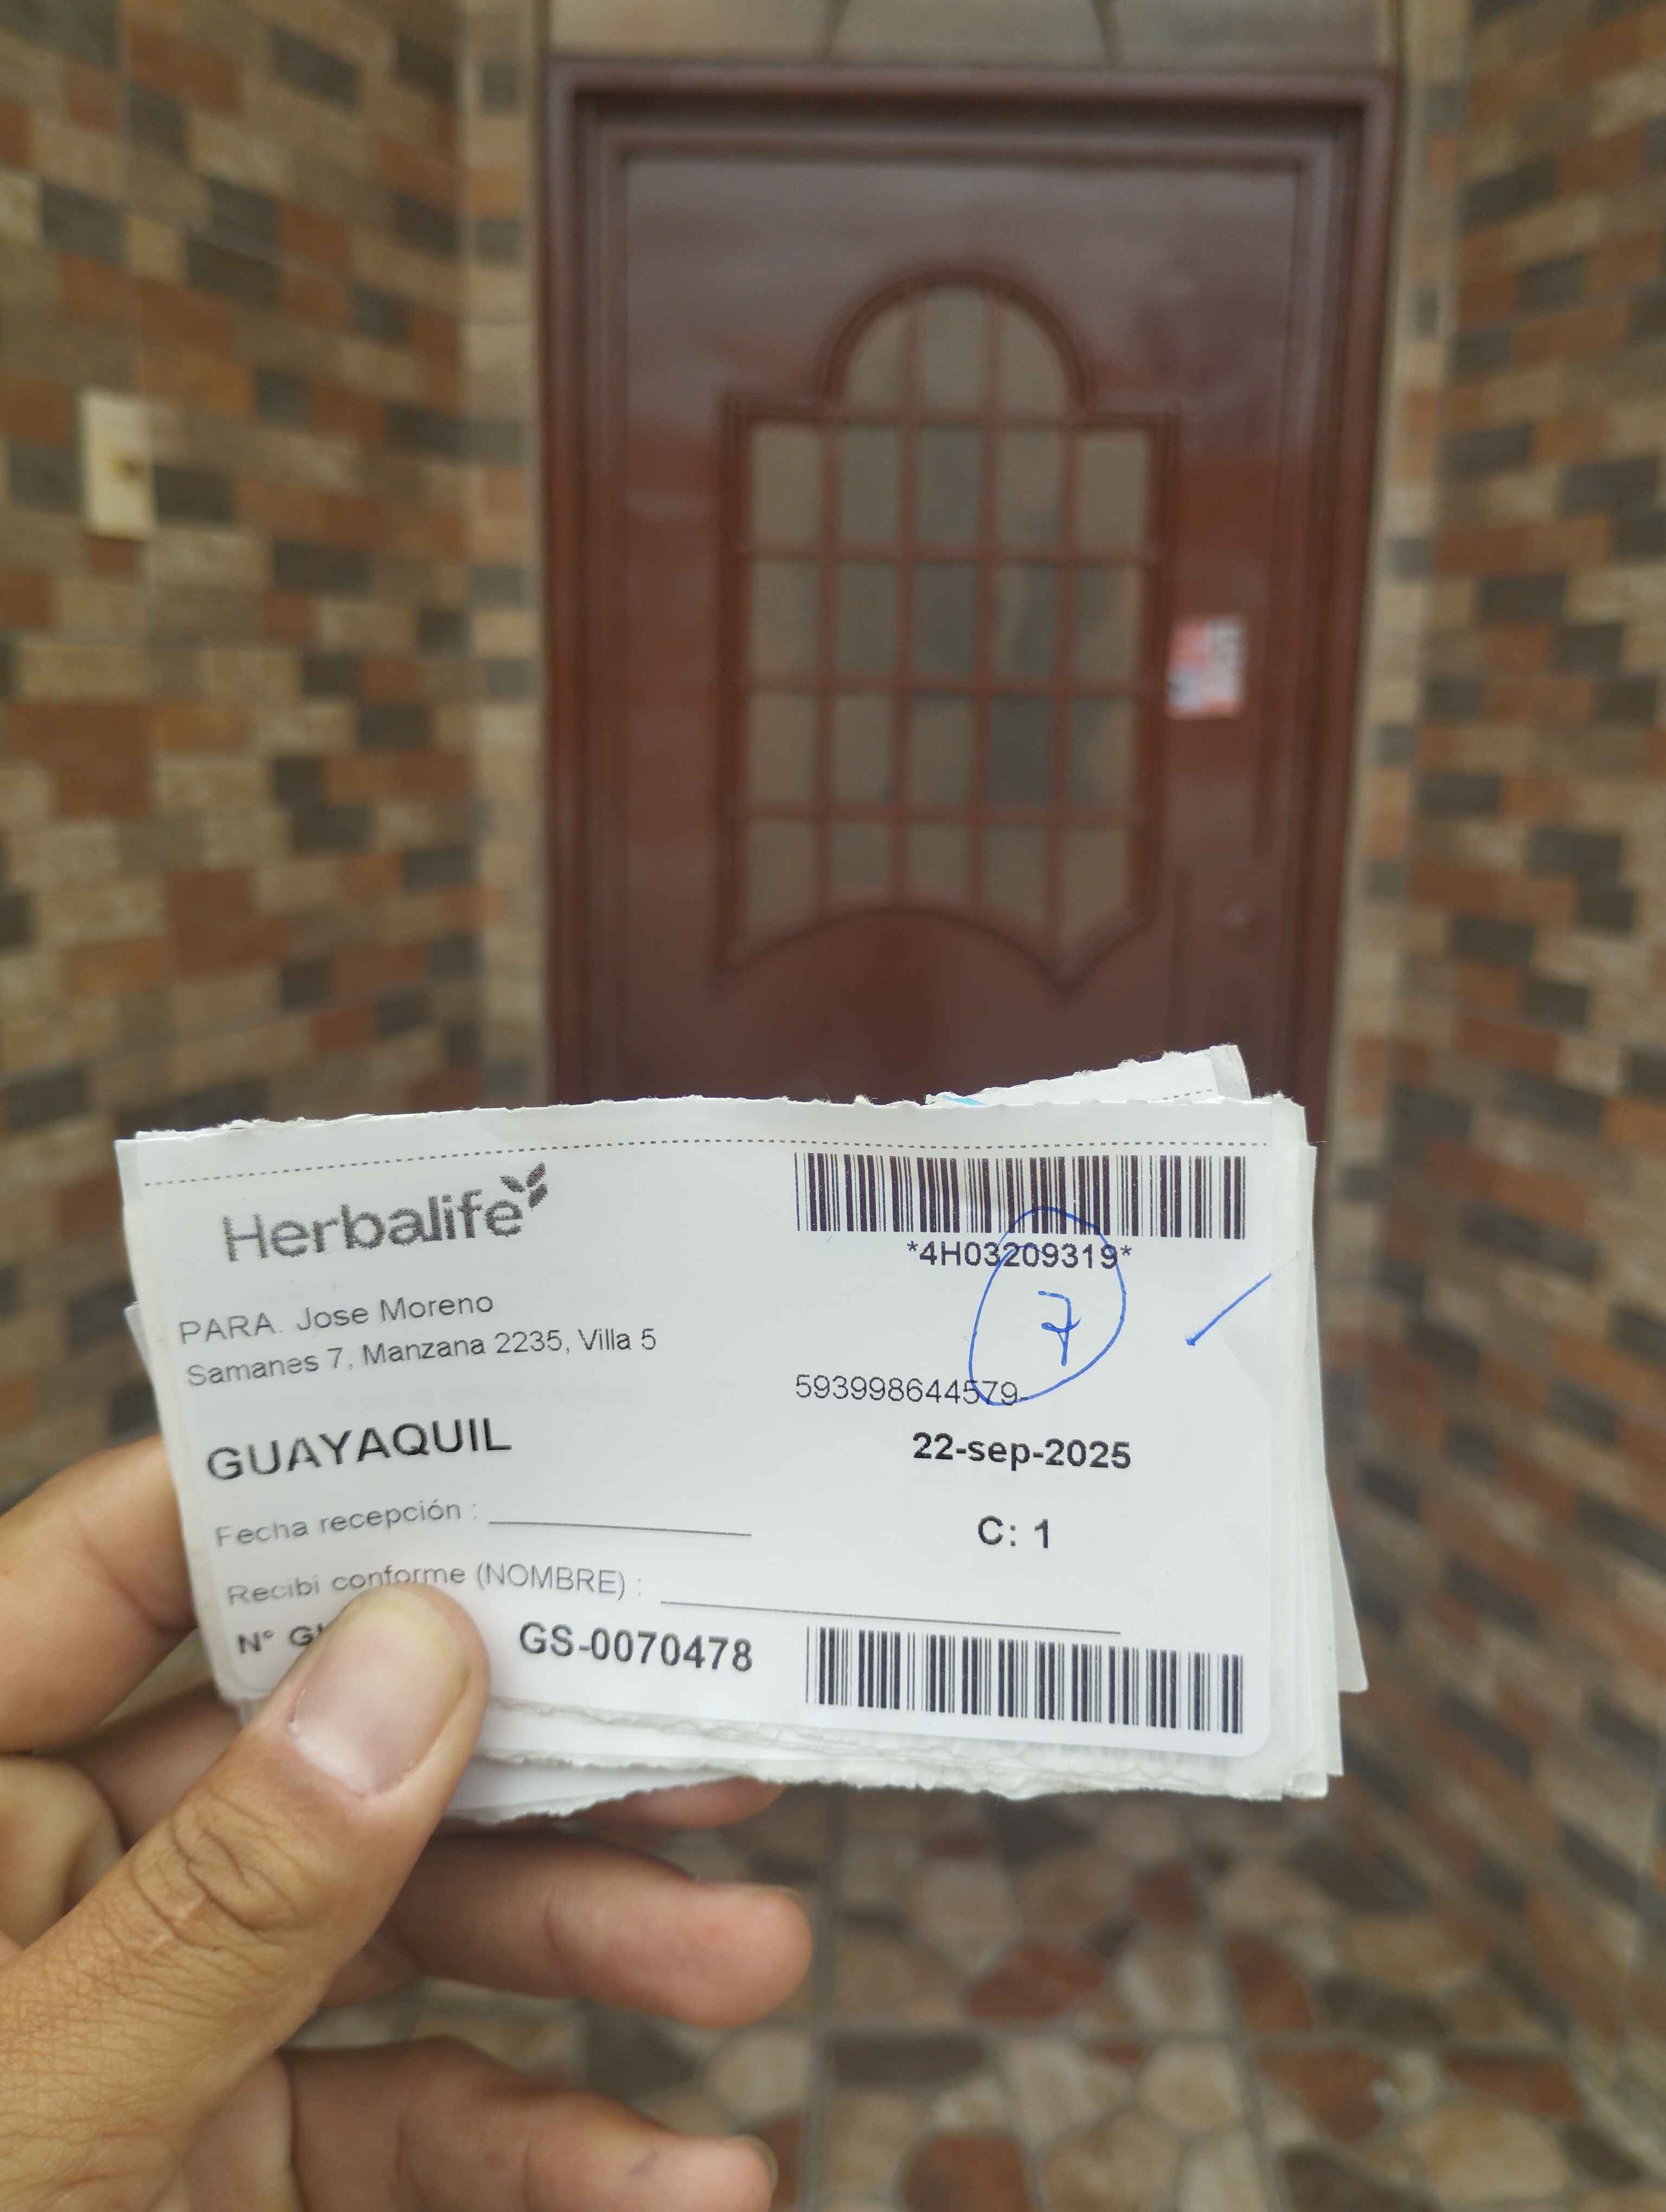 Herbalife
*4H03209319*
7
PARA. Jose Moreno
Samanes 7, Manzana 2235, Villa 5
593998644579
GUAYAQUIL
22-sep-2025
Fecha recepción :
C: 1
Recibi conforme (NOMBRE) :
N°
GS-0070478